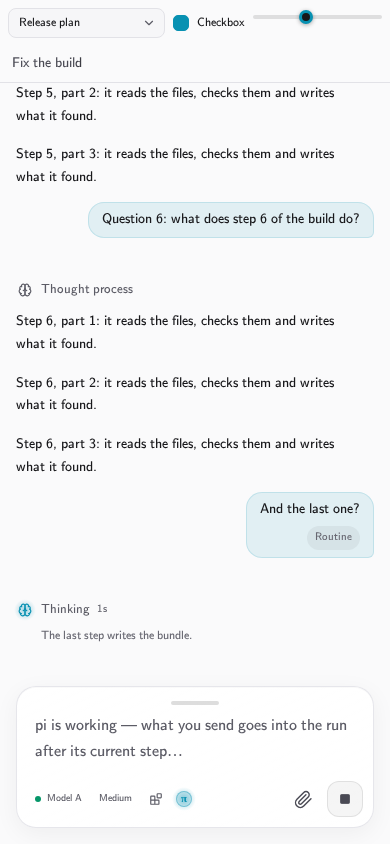 Release plan
Checkbox
Fix the build
Step 5, part 2: it reads the files, checks them and writes
what it found.
Step 5, part 3: it reads the files, checks them and writes
what it found.
Question 6: what does step 6 of the build do?
Thought process
Step 6, part 1: it reads the files, checks them and writes
what it found.
Step 6, part 2: it reads the files, checks them and writes
what it found.
Step 6, part 3: it reads the files, checks them and writes
what it found.
And the last one?
Routine
Thinking 1s
The last step writes the bundle.
pi is working — what you send goes into the run
after its current step…
Model A Medium π